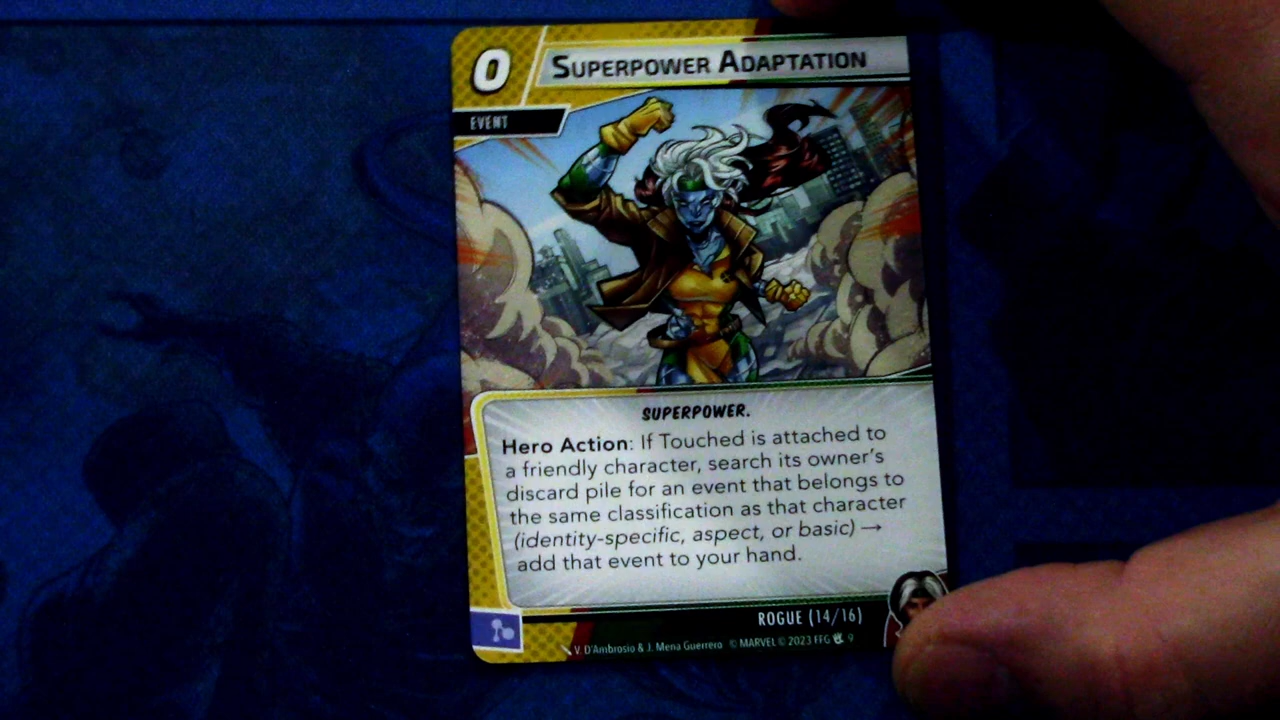 0
SUPERPOWER ADAPTATION
EVENT
SUPERPOWER.
Hero Action: If Touched is attached to
a friendly character, search its owner's
discard pile for an event that belongs to
the same classification as that character
(identity-specific, aspect, or basic) →
add that event to your hand.
ROGUE (14/16)
V. D'Ambrosio & J. Mena Guerrero © MARVEL © 2023 FFG 9